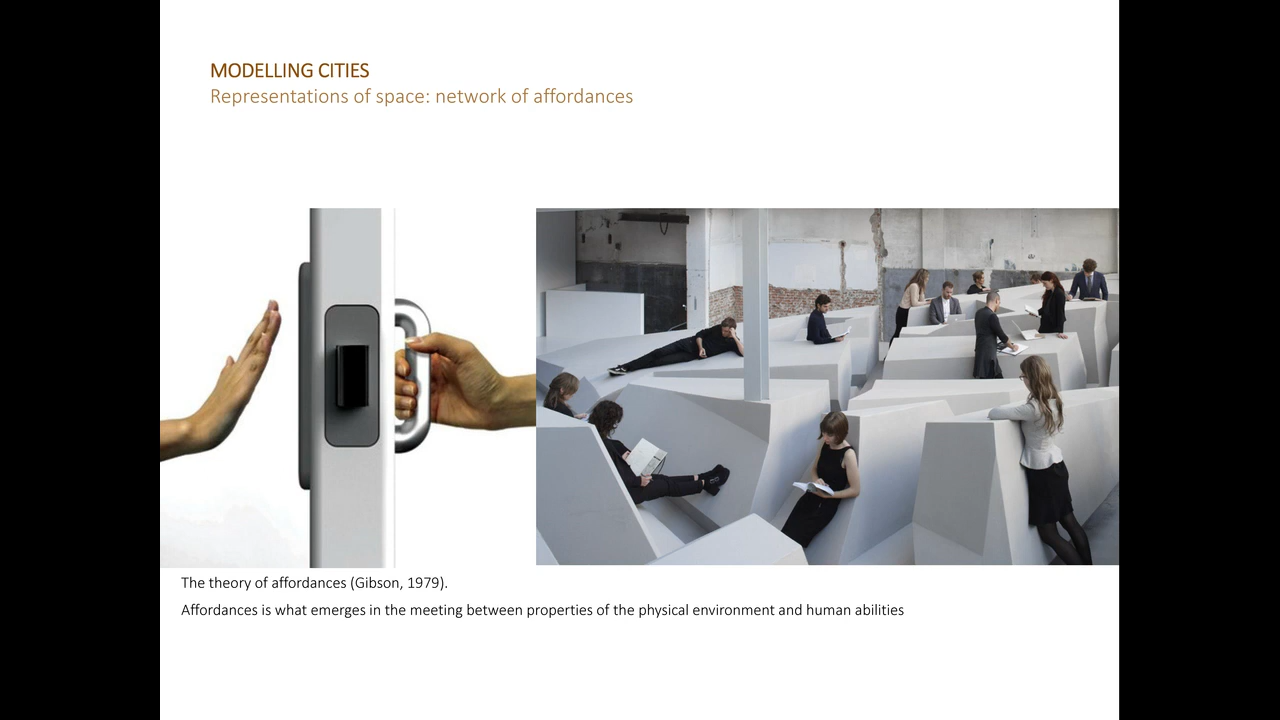 MODELLING CITIES
Representations of space: network of affordances
The theory of affordances (Gibson, 1979).
Affordances is what emerges in the meeting between properties of the physical environment and human abilities